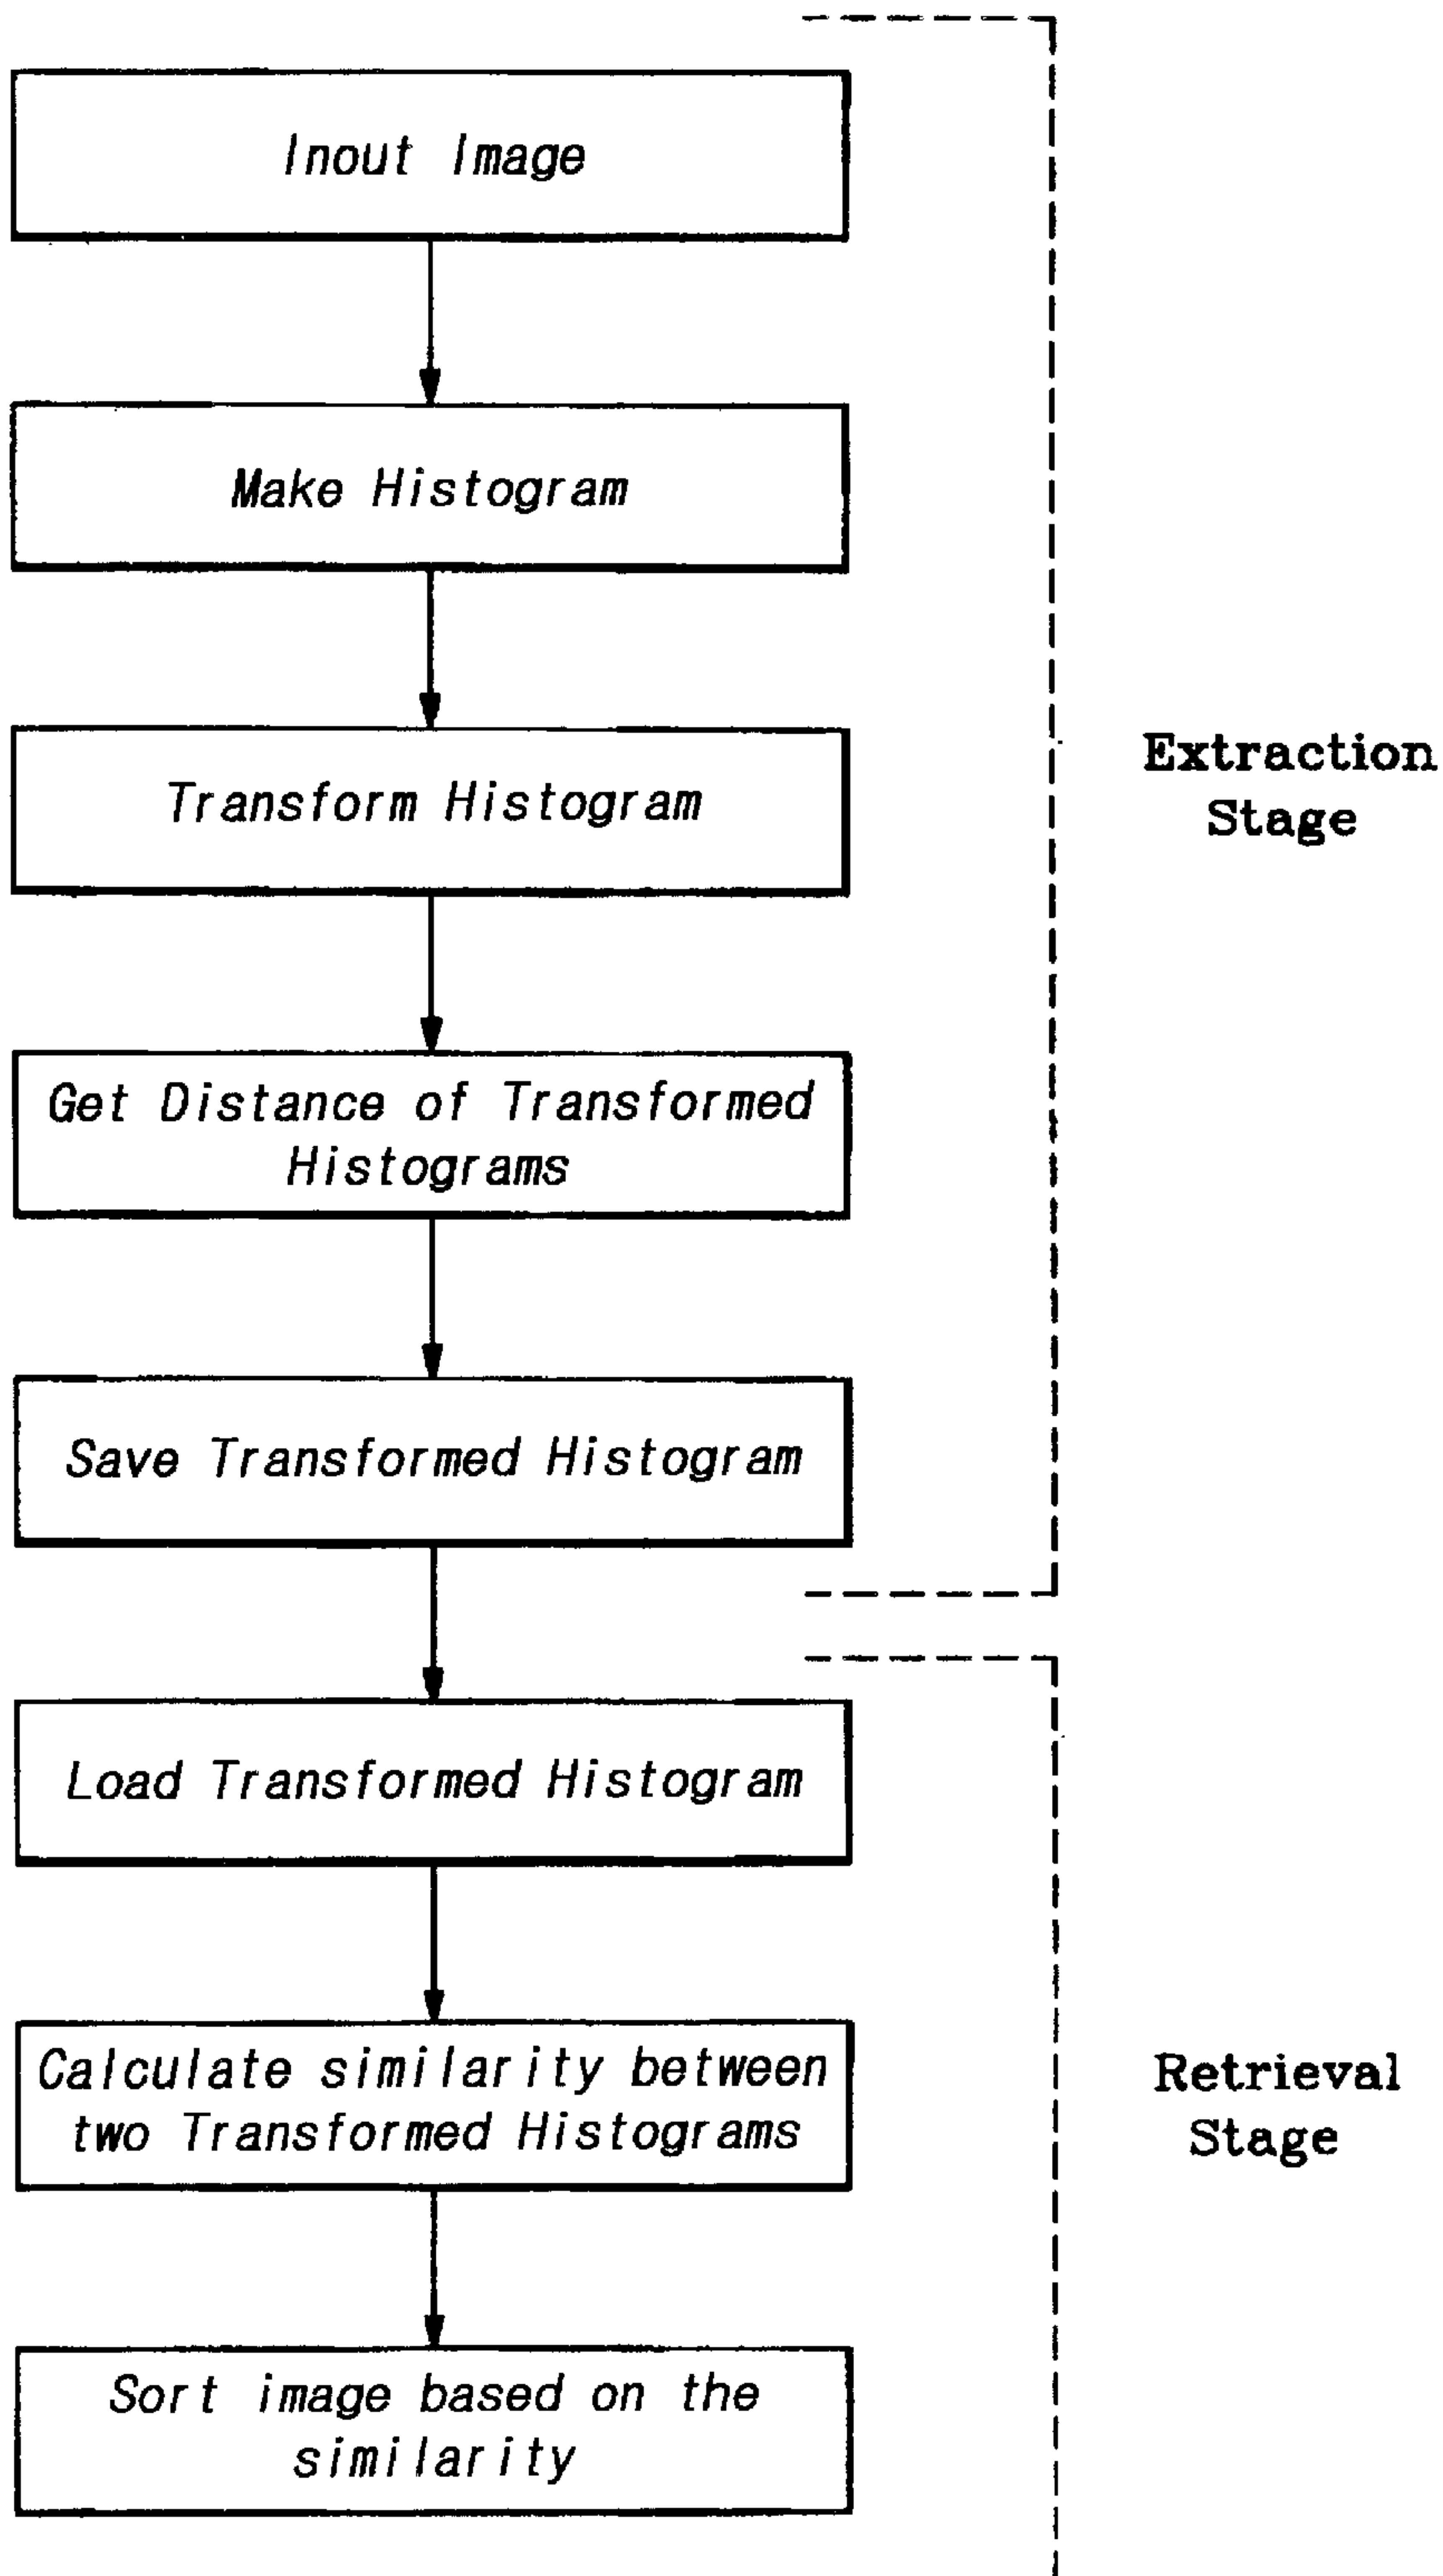 Inout Image
Make Histogram
Transform Histogram
Extraction
Stage
Get Distance of Transformed
Histograms
Save Transformed Histogram
Load Transformed Histogram
Calculate similarity between
two Transformed Histograms
Retrieval
Stage
Sort image based on the
similarity